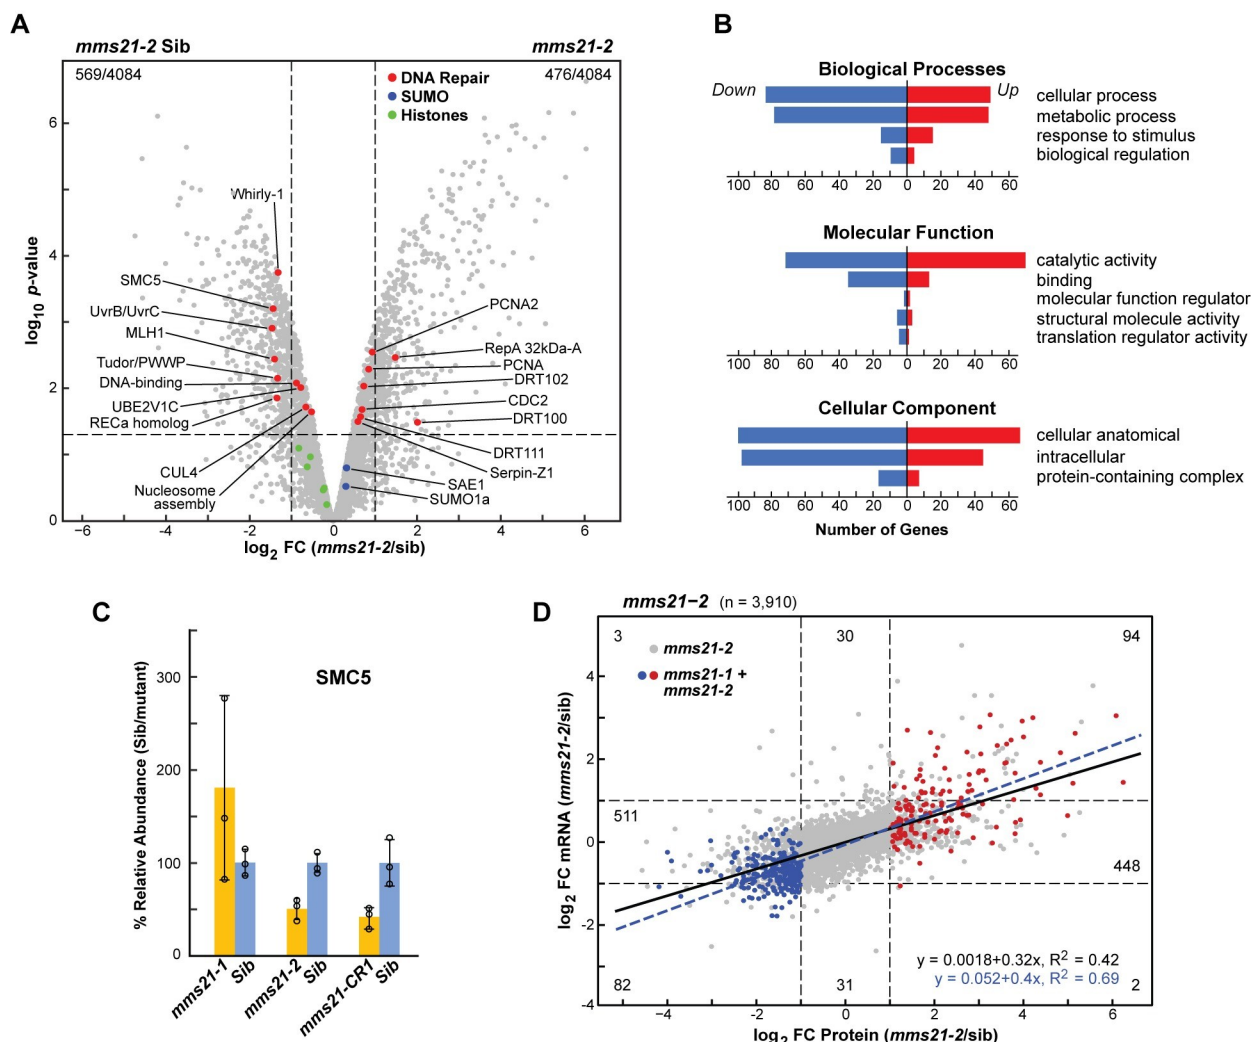 A
mms21-2 Sib
mms21-2
569/4084
476/4084
DNA Repair
SUMO
Histones
Whirly-1
SMC5
UvrB/UvrC
MLH1
Tudor/PWWP
DNA-binding
UBE2V1C
RECa homolog
CUL4
Nucleosome
assembly
PCNA2
RepA 32kDa-A
PCNA
DRT102
CDC2
DRT100
DRT111
Serpin-Z1
SAE1
SUMO1a
log10 p-value
6
4
2
0
−6 −4 −2 0 2 4 6
log2 FC (mms21-2/sib)
B
Biological Processes
Down
Up
cellular process
metabolic process
response to stimulus
biological regulation
100 80 60 40 20 0 20 40 60
Molecular Function
catalytic activity
binding
molecular function regulator
structural molecule activity
translation regulator activity
100 80 60 40 20 0 20 40 60
Cellular Component
cellular anatomical
intracellular
protein-containing complex
100 80 60 40 20 0 20 40 60
Number of Genes
C
SMC5
% Relative Abundance (Sib/mutant)
300
200
100
0
mms21-1
Sib
mms21-2
Sib
mms21-CR1
Sib
D
mms21−2 (n = 3,910)
3 30 94
mms21-2
mms21-1 +
mms21-2
511
448
y = 0.0018+0.32x, R2 = 0.42
y = 0.052+0.4x, R2 = 0.69
82 31 2
log2 FC mRNA (mms21-2/sib)
4
2
0
-2
-4
−4 −2 0 2 4 6
log2 FC Protein (mms21-2/sib)